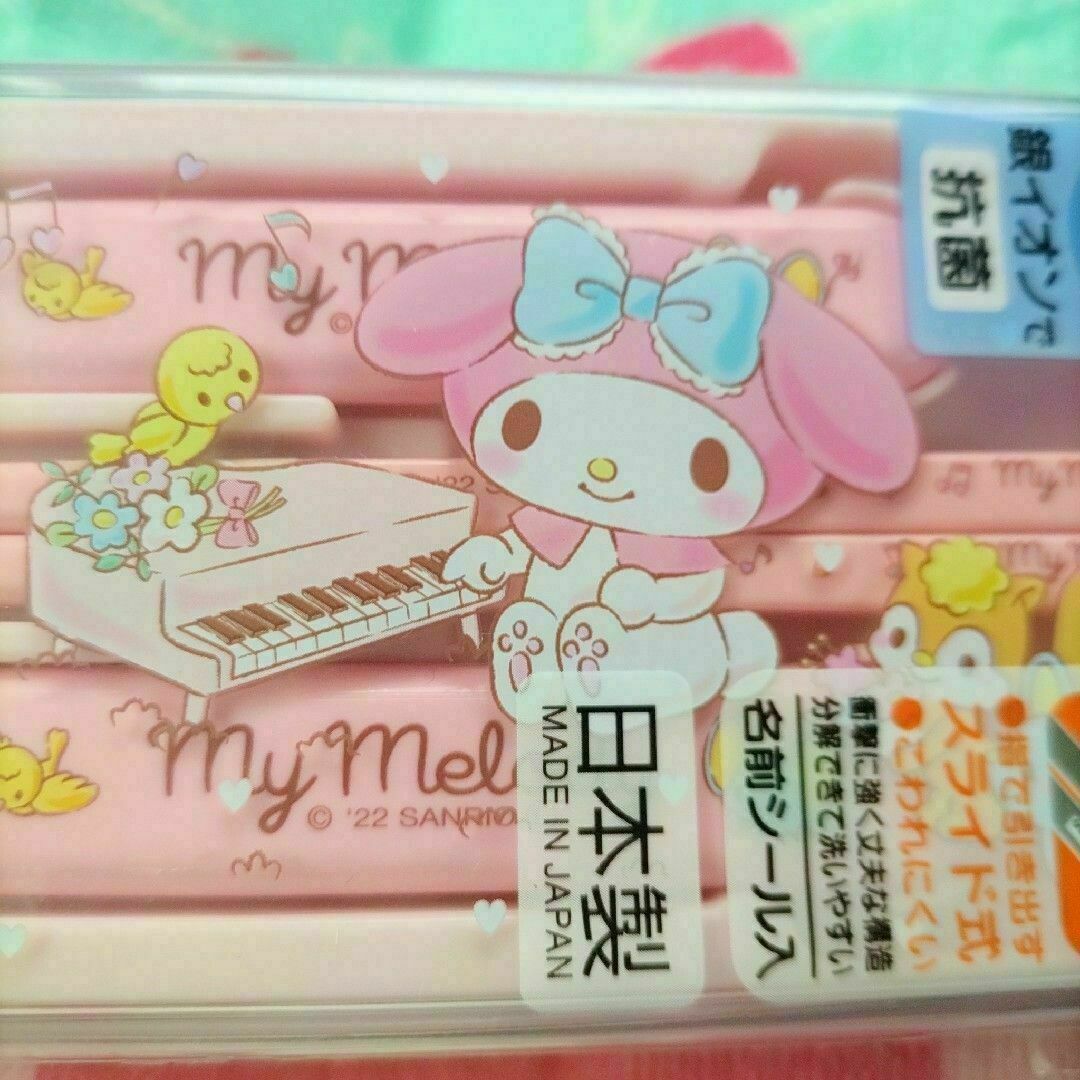 銀イオンで
抗菌
My M
©
'22 S
My M
My Mel
© '22 SANRIO
日本製
MADE IN JAPAN
●指で引き出す
スライド式
●こわれにくい
衝撃に強く丈夫な構造
分解できて洗いやすい
名前シール入